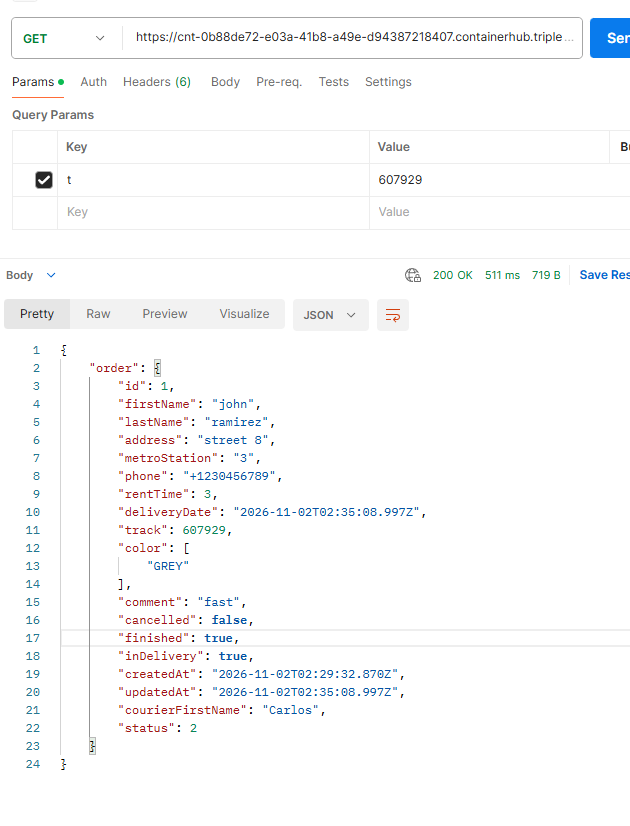 GET
https://cnt-0b88de72-e03a-41b8-a49e-d94387218407.containerhub.triple...
Params Auth Headers (6) Body Pre-req. Tests Settings
Query Params
Key Value
t 607929
Key Value
Body 200 OK 511 ms 719 B Save Res
Pretty Raw Preview Visualize JSON
1 {
2 "order": {
3 "id": 1,
4 "firstName": "john",
5 "lastName": "ramirez",
6 "address": "street 8",
7 "metroStation": "3",
8 "phone": "+1230456789",
9 "rentTime": 3,
10 "deliveryDate": "2026-11-02T02:35:08.997Z",
11 "track": 607929,
12 "color": [
13 "GREY"
14 ],
15 "comment": "fast",
16 "cancelled": false,
17 "finished": true,
18 "inDelivery": true,
19 "createdAt": "2026-11-02T02:29:32.870Z",
20 "updatedAt": "2026-11-02T02:35:08.997Z",
21 "courierFirstName": "Carlos",
22 "status": 2
23 }
24 }